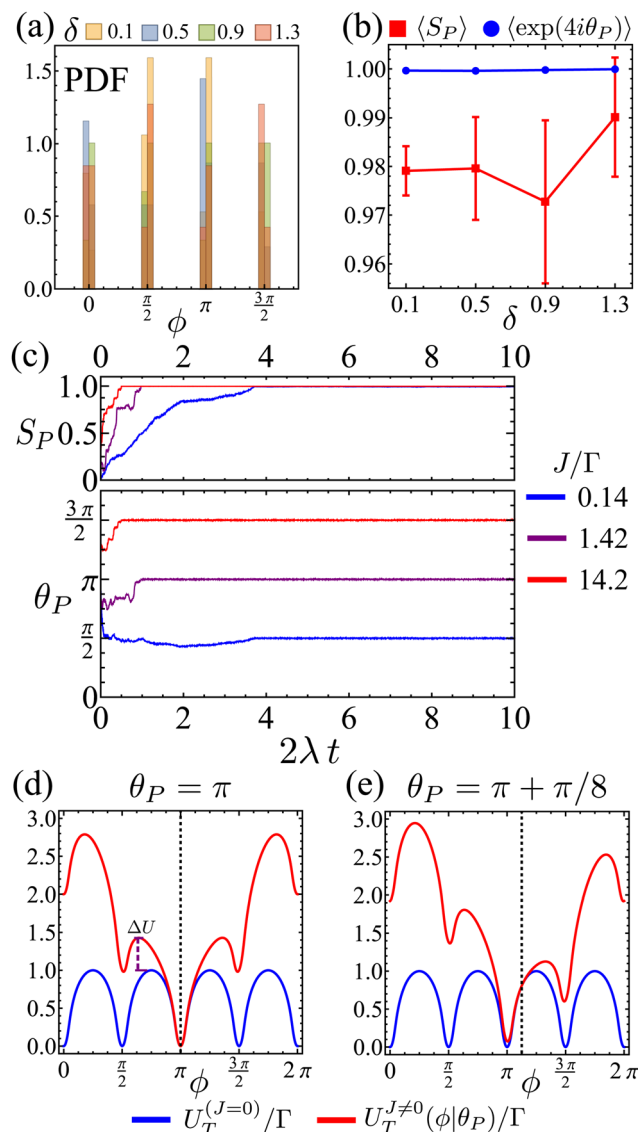 (a) δ 0.1 0.5 0.9 1.3
PDF
1.5
1.0
0.5
0.0
0 π/2 π 3π/2
ϕ
(b) ⟨S_P⟩ ⟨exp(4iθ_P)⟩
1.00
0.99
0.98
0.97
0.96
0.1 0.5 0.9 1.3
δ
(c) 0 2 4 6 8 10
1.0
S_P 0.5
0
3π/2
θ_P π
π/2
0
0 2 4 6 8 10
2λ t
J/Γ
0.14
1.42
14.2
(d) θ_P = π
3.0
2.5
2.0
1.5
1.0
0.5
0.0
ΔU
0 π/2 π ϕ 3π/2 2π
(e) θ_P = π + π/8
3.0
2.5
2.0
1.5
1.0
0.5
0.0
0 π/2 π ϕ 3π/2 2π
U_T^(J=0)/Γ U_T^J≠0(ϕ|θ_P)/Γ